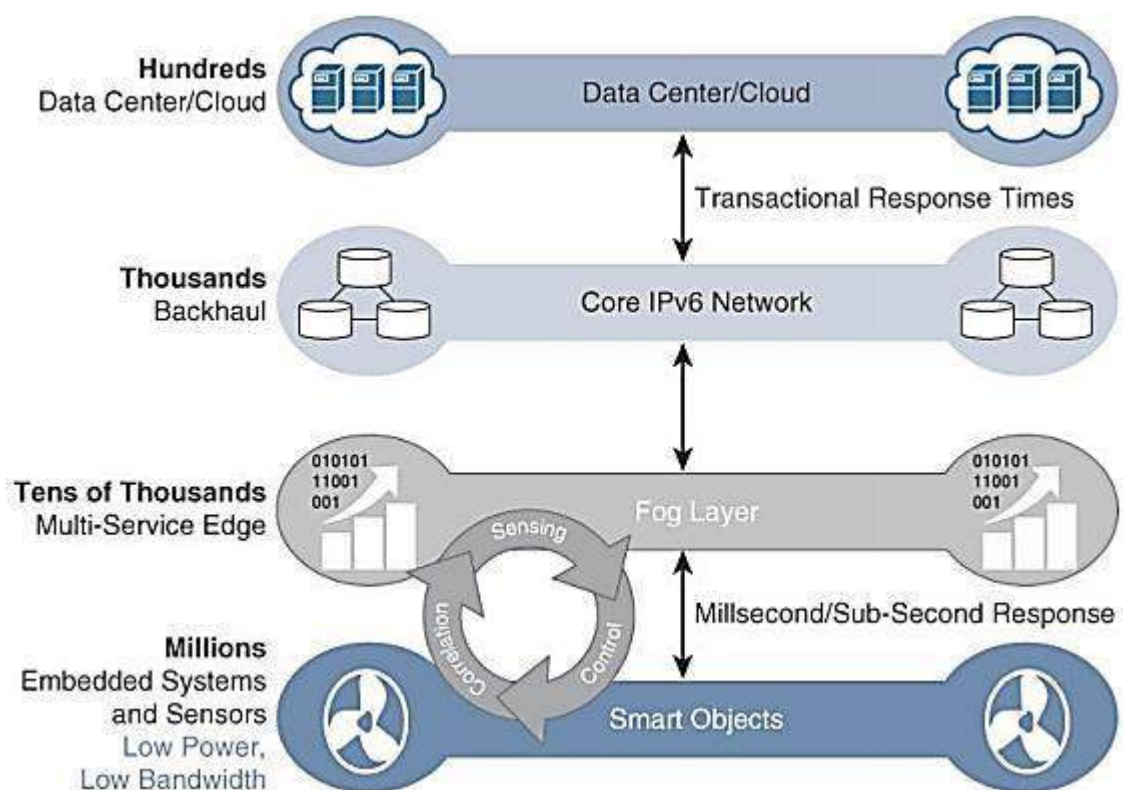 Hundreds
Data Center/Cloud
Data Center/Cloud
Transactional Response Times
Thousands
Backhaul
Core IPv6 Network
010101
11001
001
010101
11001
001
Tens of Thousands
Multi-Service Edge
Fog Layer
Sensing
Correlation
Control
Millsecond/Sub-Second Response
Millions
Embedded Systems
and Sensors
Low Power,
Low Bandwidth
Smart Objects